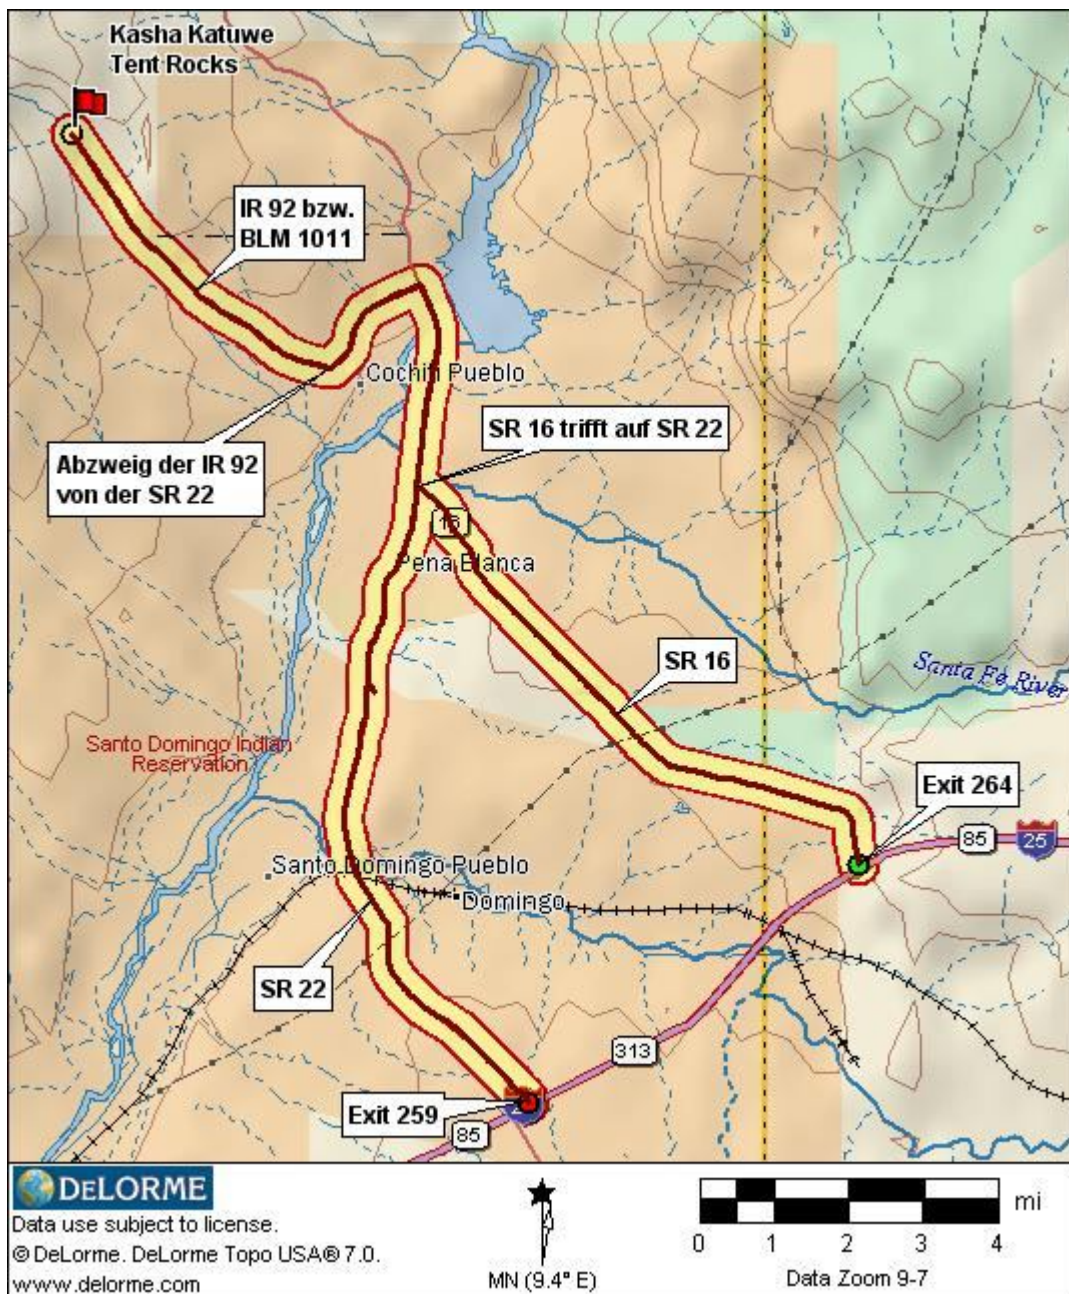 Kasha Katuwe
Tent Rocks
IR 92 bzw.
BLM 1011
Cochiti Pueblo
SR 16 trifft auf SR 22
Abzweig der IR 92
von der SR 22
16
Pena Blanca
SR 16
Santa Fé River
Santo Domingo Indian
Reservation
Exit 264
85
25
Santo Domingo Pueblo
Domingo
SR 22
313
Exit 259
85
DELORME
Data use subject to license.
© DeLorme. DeLorme Topo USA® 7.0.
www.delorme.com
MN (9.4° E)
mi
0 1 2 3 4
Data Zoom 9-7